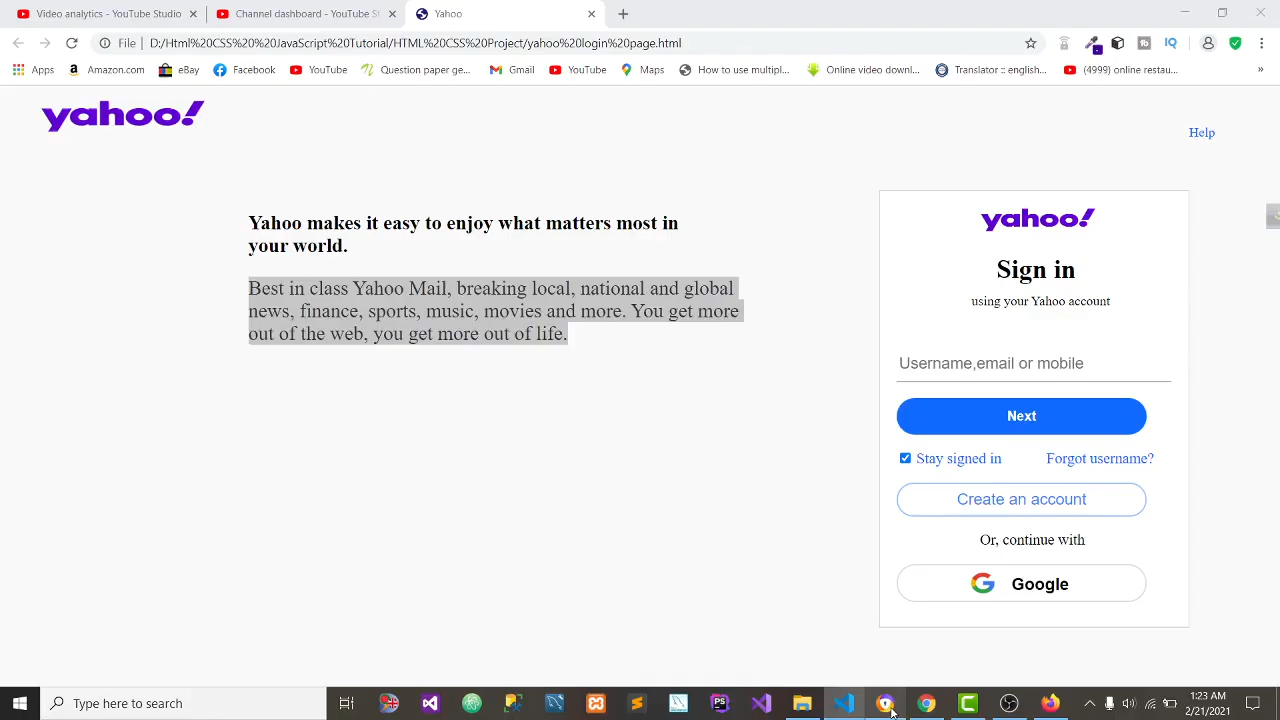 Video analytics - YouTube Studio
Channel dashboard - YouTube St
Yahoo
File
D:/Html%20CSS%20%20JavaScript%20Tutorial/HTML%20CSS%20Project/yahoo%20login%20page.html
Apps
Amazon.com
eBay
Facebook
YouTube
Question paper ge...
Gmail
YouTube
Maps
How to use multipl...
Online video downl...
Translator :: english...
(4999) online restau...
»
yahoo!
Help
Yahoo makes it easy to enjoy what matters most in
your world.
Best in class Yahoo Mail, breaking local, national and global
news, finance, sports, music, movies and more. You get more
out of the web, you get more out of life.
yahoo!
Sign in
using your Yahoo account
Username,email or mobile
Next
Stay signed in
Forgot username?
Create an account
Or, continue with
Google
Type here to search
1:23 AM
2/21/2021